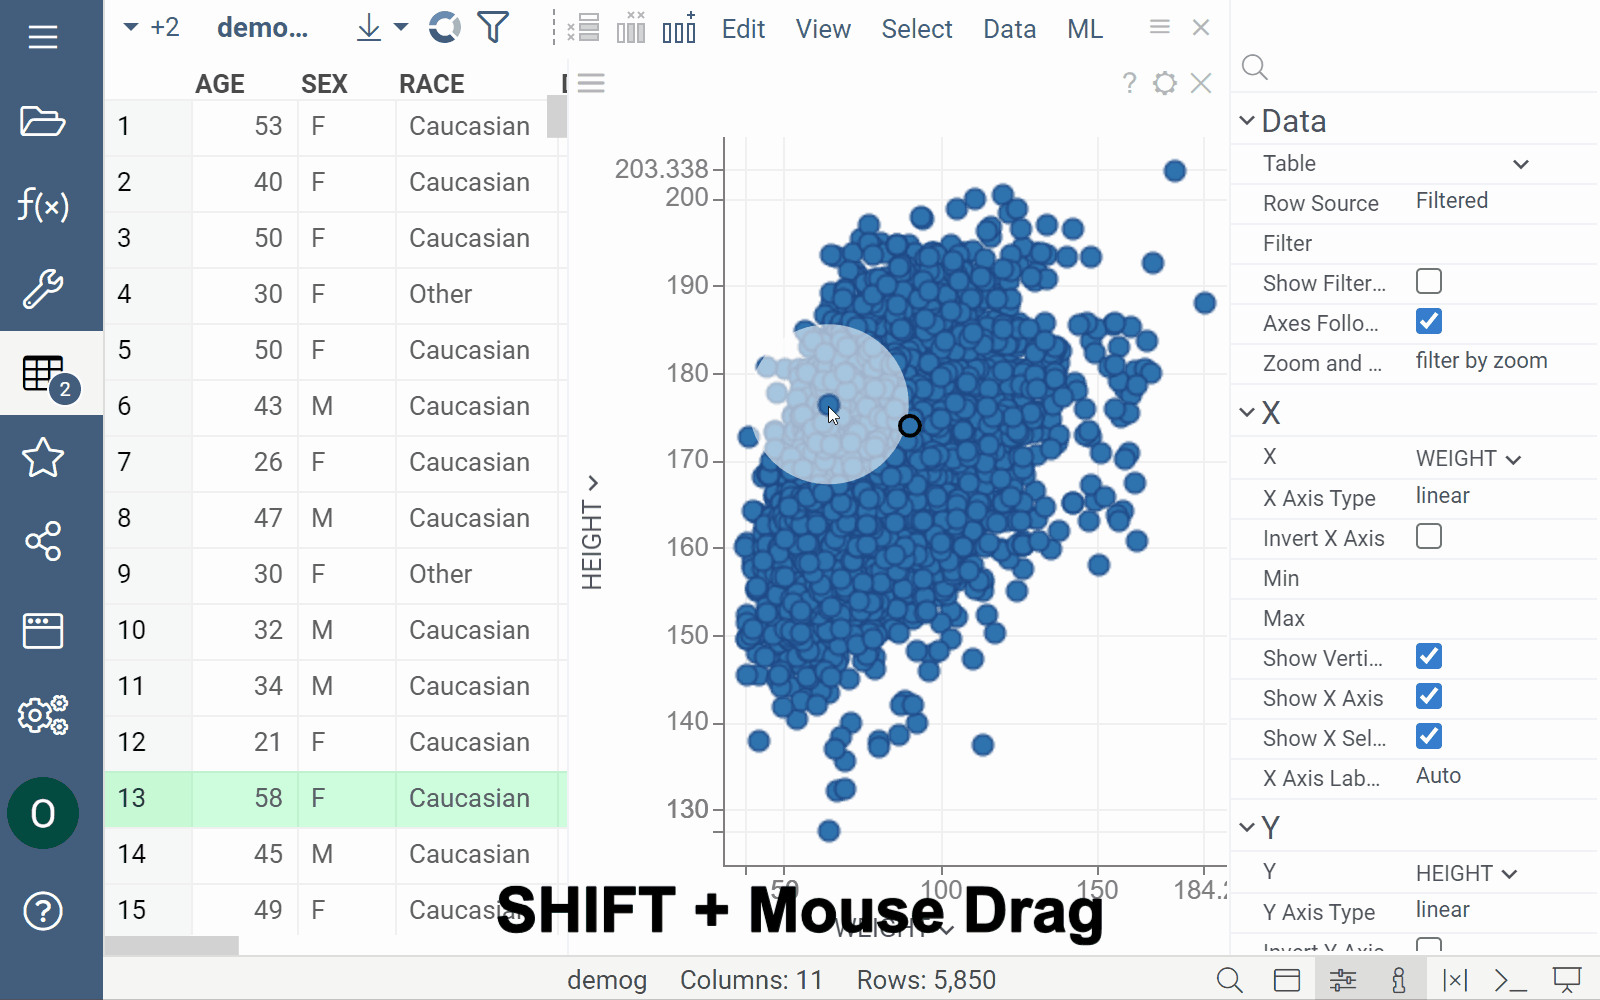 +2 demo... Edit View Select Data ML
AGE SEX RACE
1 53 F Caucasian
2 40 F Caucasian
3 50 F Caucasian
4 30 F Other
5 50 F Caucasian
6 43 M Caucasian
7 26 F Caucasian
8 47 M Caucasian
9 30 F Other
10 32 M Caucasian
11 34 M Caucasian
12 21 F Caucasian
13 58 F Caucasian
14 45 M Caucasian
15 49 F Caucasian
f(x)
2
O
?
?
203.338
200
190
180
170
160
150
140
130
HEIGHT
50 100 150 184.2
WEIGHT
SHIFT + Mouse Drag
Data
Table
Row Source Filtered
Filter
Show Filter...
Axes Follo...
Zoom and ... filter by zoom
X
X WEIGHT
X Axis Type linear
Invert X Axis
Min
Max
Show Verti...
Show X Axis
Show X Sel...
X Axis Lab... Auto
Y
Y HEIGHT
Y Axis Type linear
Invert Y Axis
demog Columns: 11 Rows: 5,850